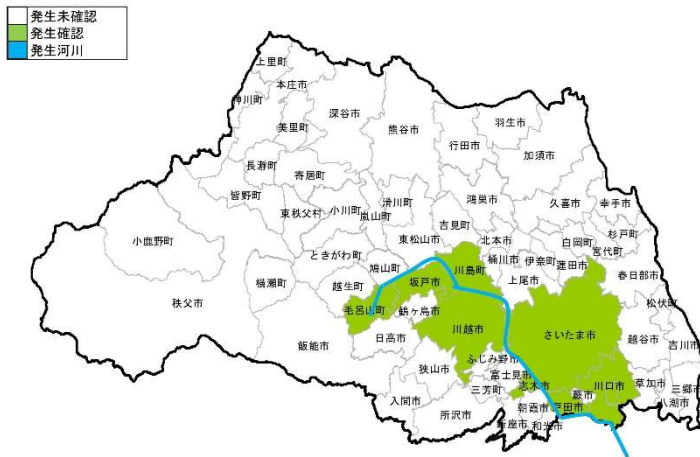 発生未確認
発生確認
発生河川
上里町
本庄市
神川町
美里町
深谷市
熊谷市
行田市
羽生市
加須市
長瀞町
寄居町
皆野町
東秩父村
小川町
嵐山町
滑川町
鴻巣市
久喜市
幸手市
吉見町
東松山市
北本市
桶川市
伊奈町
白岡町
蓮田市
杉戸町
宮代町
小鹿野町
ときがわ町
鳩山町
川島町
上尾市
春日部市
秩父市
横瀬町
越生町
坂戸市
毛呂山町
鶴ヶ島市
川越市
さいたま市
松伏町
越谷市
吉川市
飯能市
日高市
ふじみ野市
狭山市
富士見市
三芳町
志木市
川口市
蕨市
戸田市
草加市
三郷市
八潮市
入間市
所沢市
朝霞市
新座市
和光市